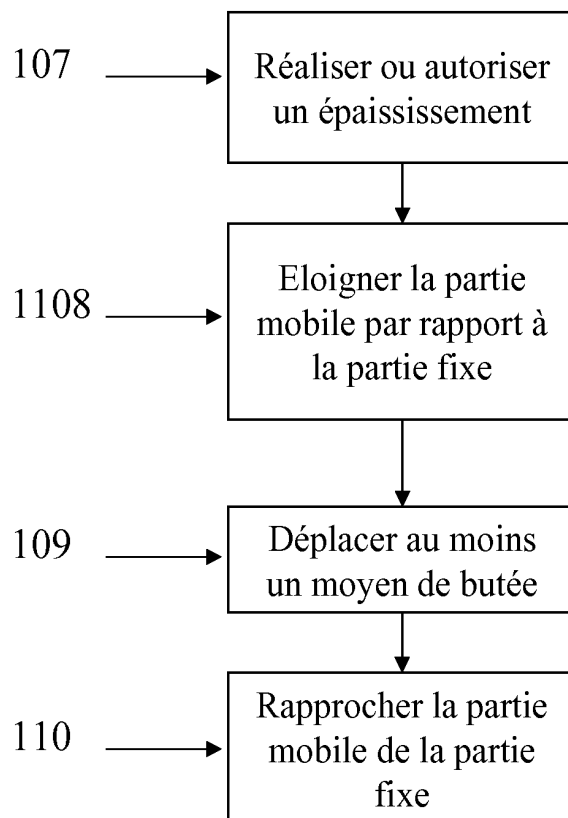 107
Réaliser ou autoriser
un épaississement
1108
Eloigner la partie
mobile par rapport à
la partie fixe
109
Déplacer au moins
un moyen de butée
110
Rapprocher la partie
mobile de la partie
fixe